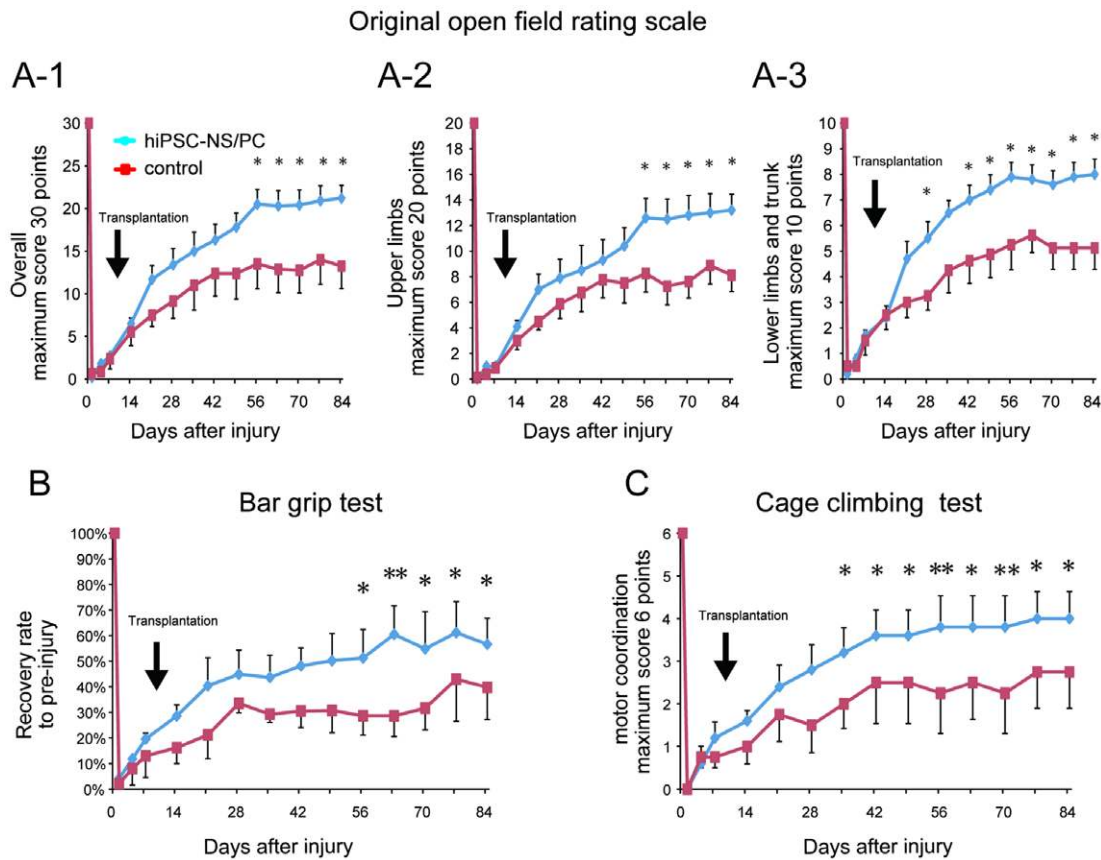 Original open field rating scale
A-1
A-2
A-3
Overall
maximum score 30 points
30
25
20
15
10
5
0
hiPSC-NS/PC
control
* * * * *
Transplantation
0 14 28 42 56 70 84
Days after injury
Upper limbs
maximum score 20 points
20
18
16
14
12
10
8
6
4
2
0
* * * * *
Transplantation
0 14 28 42 56 70 84
Days after injury
Lower limbs and trunk
maximum score 10 points
10
9
8
7
6
5
4
3
2
1
0
Transplantation
* * * * * * * *
0 14 28 42 56 70 84
Days after injury
B
Bar grip test
Recovery rate
to pre-injury
100%
90%
80%
70%
60%
50%
40%
30%
20%
10%
0%
Transplantation
* ** * * *
0 14 28 42 56 70 84
Days after injury
C
Cage climbing test
motor coordination
maximum score 6 points
6
5
4
3
2
1
0
Transplantation
* * * ** * ** * *
0 14 28 42 56 70 84
Days after injury